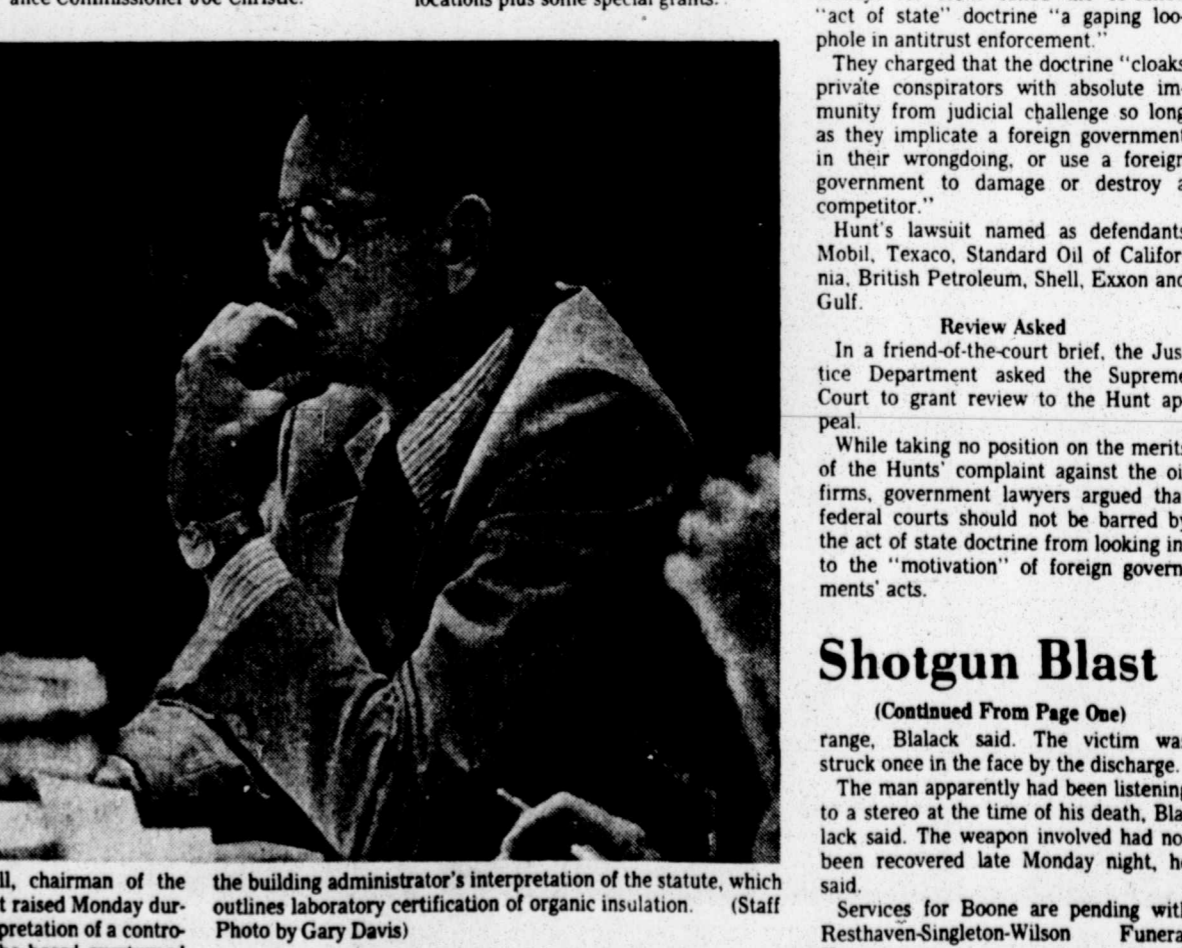 ance Commissioner Joe Christie.
locations plus some special grants.
ll, chairman of the
t raised Monday dur-
pretation of a contro-
the building administrator's interpretation of the statute, which
outlines laboratory certification of organic insulation. (Staff
Photo by Gary Davis)
"act of state" doctrine "a gaping loo-
phole in antitrust enforcement."
They charged that the doctrine "cloaks
private conspirators with absolute im-
munity from judicial challenge so long
as they implicate a foreign government
in their wrongdoing, or use a foreign
government to damage or destroy a
competitor."
Hunt's lawsuit named as defendants
Mobil, Texaco, Standard Oil of Califor
nia, British Petroleum, Shell, Exxon and
Gulf.
Review Asked
In a friend-of-the-court brief, the Jus
tice Department asked the Supreme
Court to grant review to the Hunt ap
peal.
While taking no position on the merits
of the Hunts' complaint against the oi
firms, government lawyers argued tha
federal courts should not be barred by
the act of state doctrine from looking in
to the "motivation" of foreign govern
ments' acts.
Shotgun Blast
(Continued From Page One)
range, Blalack said. The victim was
struck once in the face by the discharge.
The man apparently had been listening
to a stereo at the time of his death, Bla
lack said. The weapon involved had no
been recovered late Monday night, he
said.
Services for Boone are pending with
Resthaven-Singleton-Wilson Funera